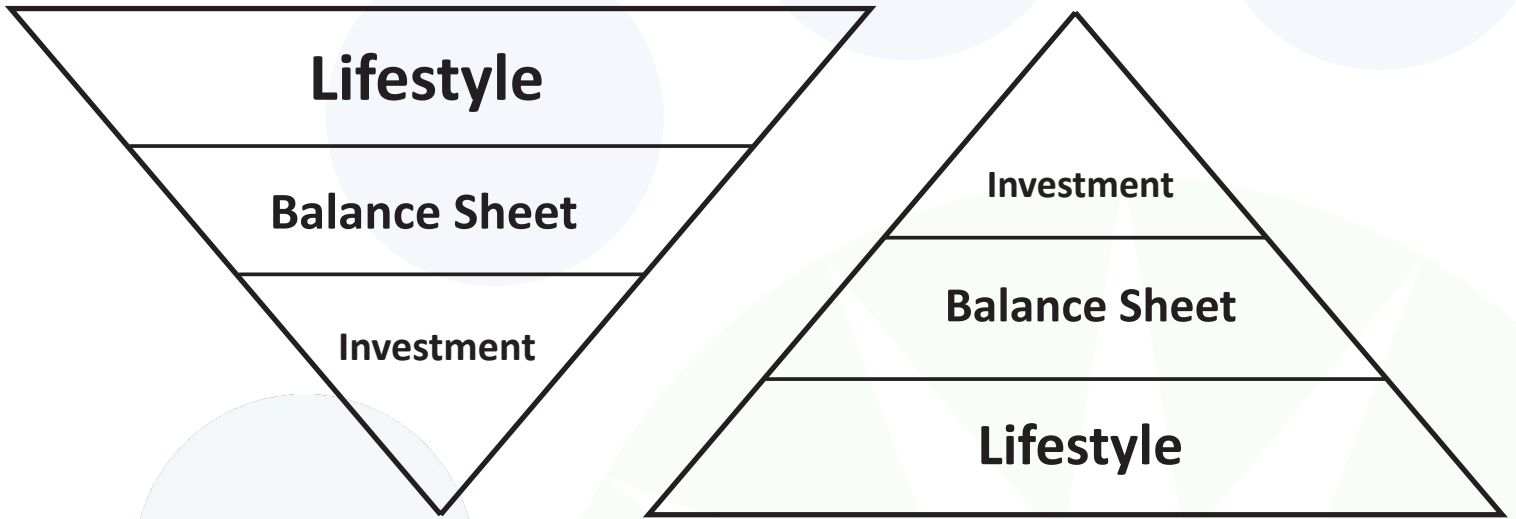 Lifestyle
Balance Sheet
Investment
Investment
Balance Sheet
Lifestyle